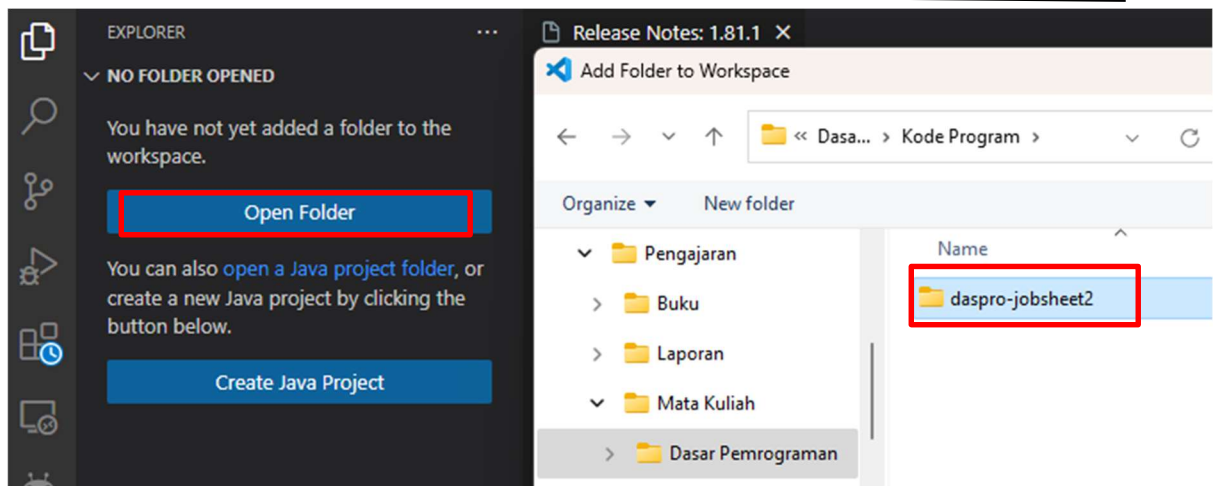 EXPLORER ...
NO FOLDER OPENED
You have not yet added a folder to the
workspace.
Open Folder
You can also open a Java project folder, or
create a new Java project by clicking the
button below.
Create Java Project
Release Notes: 1.81.1
Add Folder to Workspace
« Dasa... > Kode Program >
Organize New folder
Pengajaran
Buku
Laporan
Mata Kuliah
Dasar Pemrograman
Name
daspro-jobsheet2